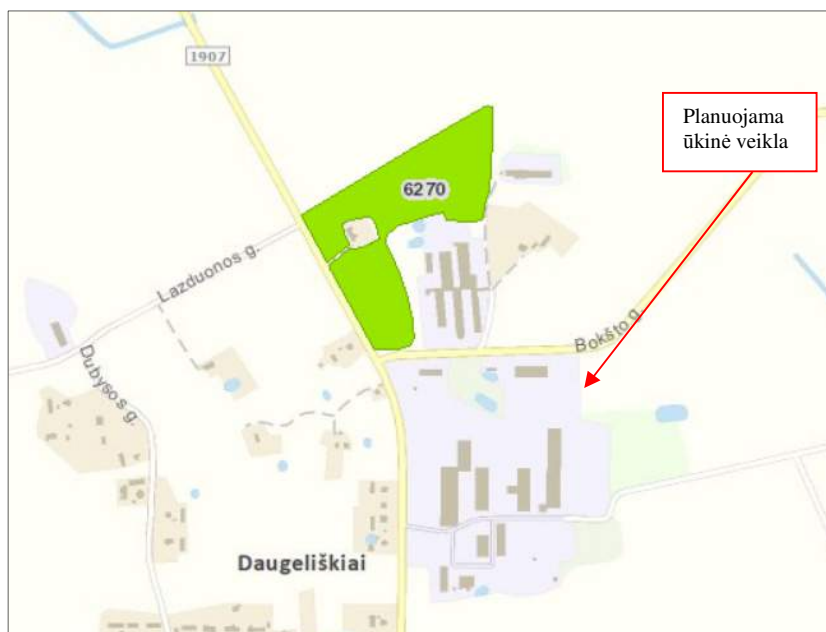 1907
Planuojama
ūkinė veikla
6270
Lazduonos g.
Bokšto g.
Dubysos g.
Daugeliškiai